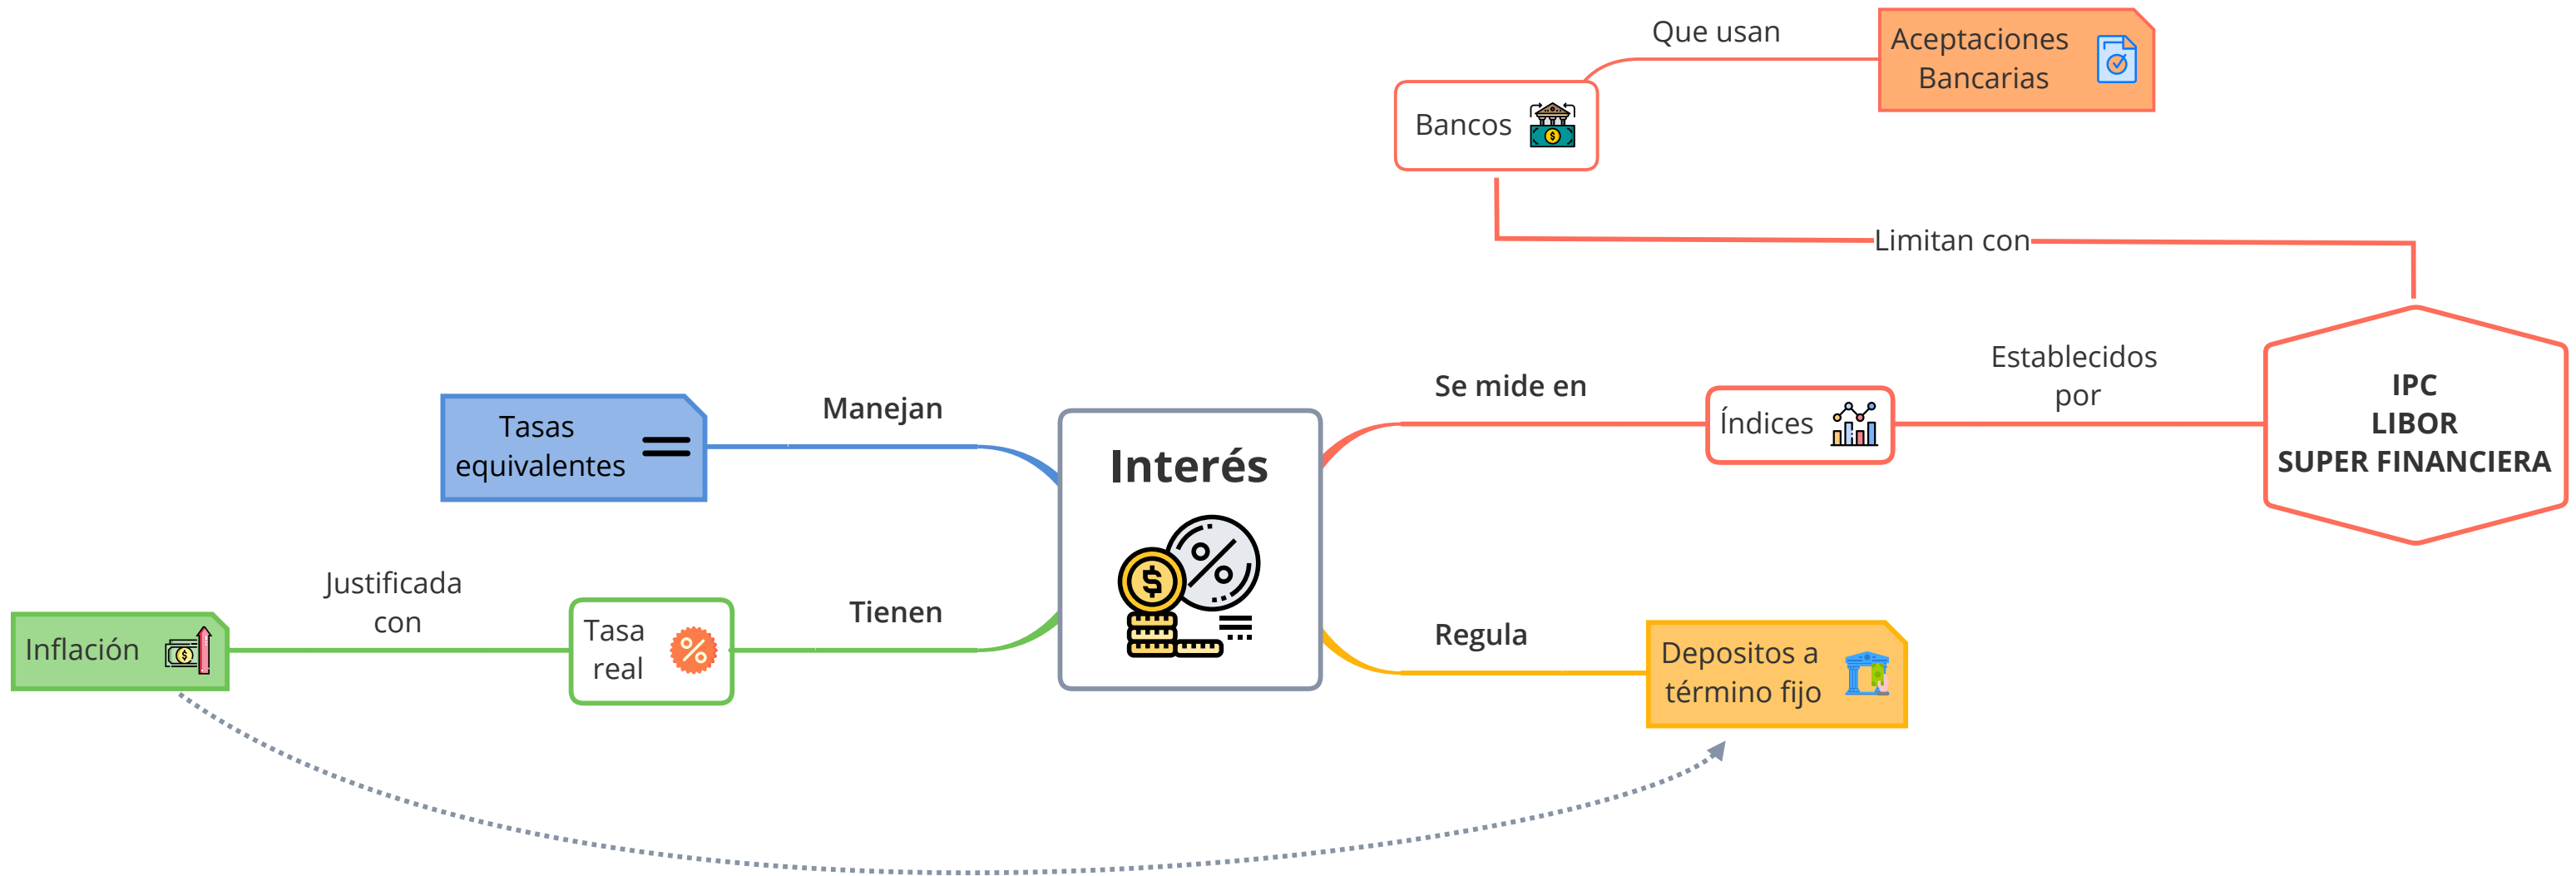 Que usan
Aceptaciones
Bancarias
Bancos
Limitan con
Establecidos
por
IPC
LIBOR
SUPER FINANCIERA
Se mide en
Índices
Manejan
Tasas
equivalentes
Interés
Justificada
con
Tienen
Tasa
real
Inflación
Regula
Depositos a
término fijo